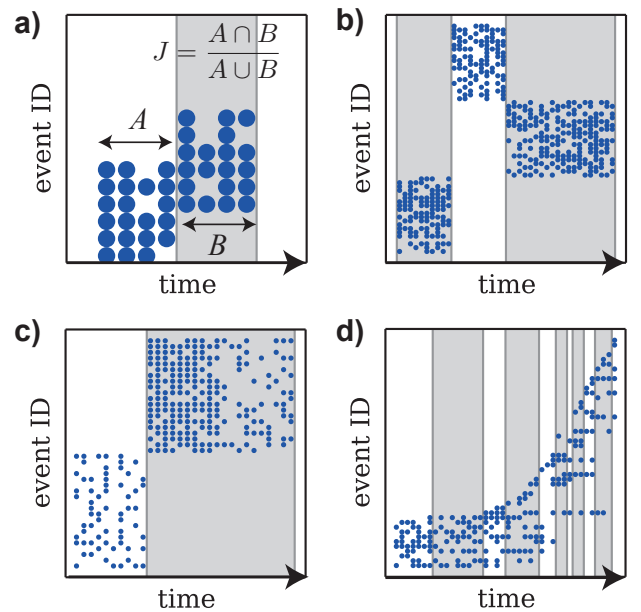 a)
J = A ∩ B / A ∪ B
A
B
event ID
time
b)
event ID
time
c)
event ID
time
d)
event ID
time